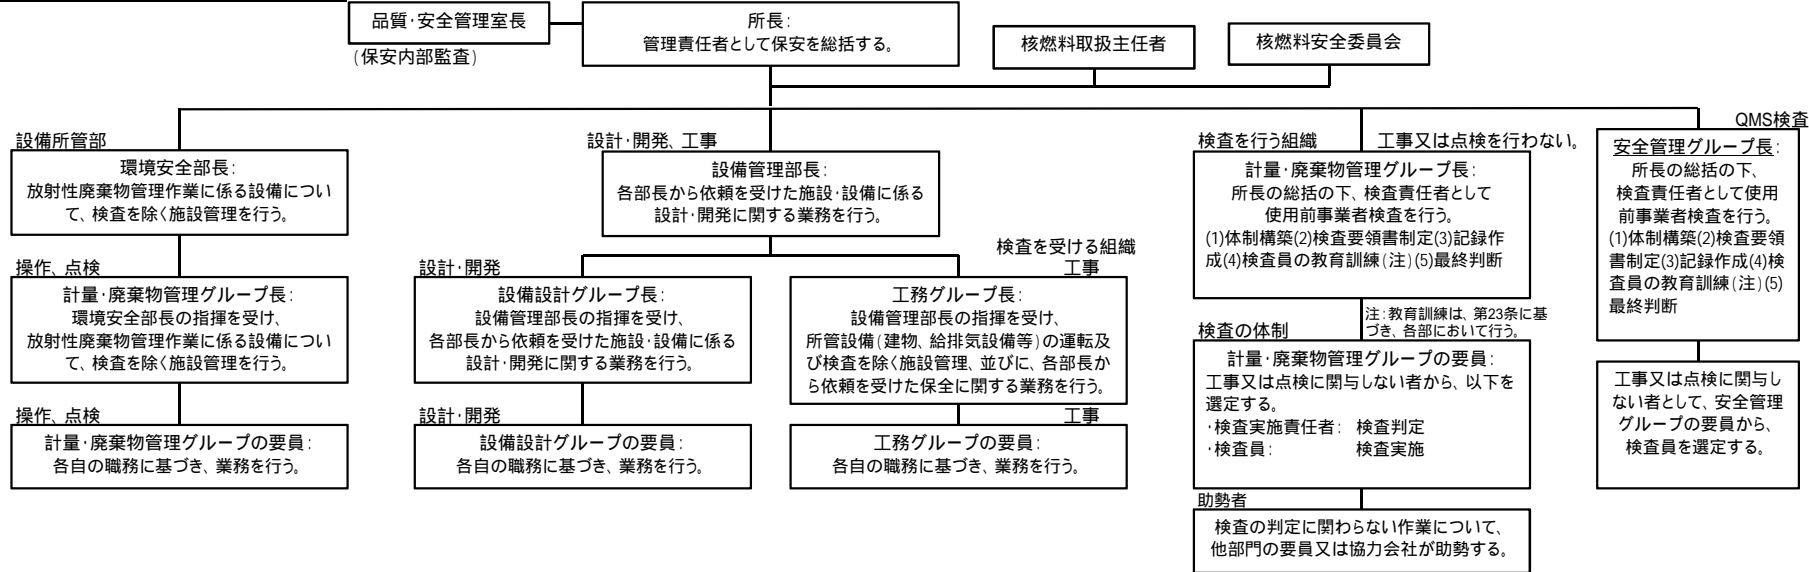 品質･安全管理室長
(保安内部監査)
所長:
管理責任者として保安を総括する。
核燃料取扱主任者
核燃料安全委員会
設備所管部
環境安全部長:
放射性廃棄物管理作業に係る設備につい
て、検査を除く施設管理を行う。
操作、点検
計量･廃棄物管理グループ長:
環境安全部長の指揮を受け、
放射性廃棄物管理作業に係る設備につい
て、検査を除く施設管理を行う。
操作、点検
計量･廃棄物管理グループの要員:
各自の職務に基づき、業務を行う。
設計･開発、工事
設備管理部長:
各部長から依頼を受けた施設･設備に係る
設計･開発に関する業務を行う。
検査を受ける組織
設計･開発
設備設計グループ長:
設備管理部長の指揮を受け、
各部長から依頼を受けた施設･設備に係る
設計･開発に関する業務を行う。
設計･開発
設備設計グループの要員:
各自の職務に基づき、業務を行う。
工事
工務グループ長:
設備管理部長の指揮を受け、
所管設備(建物、給排気設備等)の運転及
び検査を除く施設管理、並びに、各部長か
ら依頼を受けた保全に関する業務を行う。
工事
工務グループの要員:
各自の職務に基づき、業務を行う。
検査を行う組織
工事又は点検を行わない。
計量･廃棄物管理グループ長:
所長の総括の下、検査責任者として
使用前事業者検査を行う。
(1)体制構築(2)検査要領書制定(3)記録作
成(4)検査員の教育訓練(注)(5)最終判断
注:教育訓練は、第23条に基
づき、各部において行う。
検査の体制
計量･廃棄物管理グループの要員:
工事又は点検に関与しない者から、以下を
選定する。
･検査実施責任者: 検査判定
･検査員: 検査実施
助勢者
検査の判定に関わらない作業について、
他部門の要員又は協力会社が助勢する。
QMS検査
安全管理グループ長:
所長の総括の下、
検査責任者として使用
前事業者検査を行う。
(1)体制構築(2)検査要領
書制定(3)記録作成(4)検
査員の教育訓練(注)(5)
最終判断
工事又は点検に関与し
ない者として、安全管理
グループの要員から、
検査員を選定する。